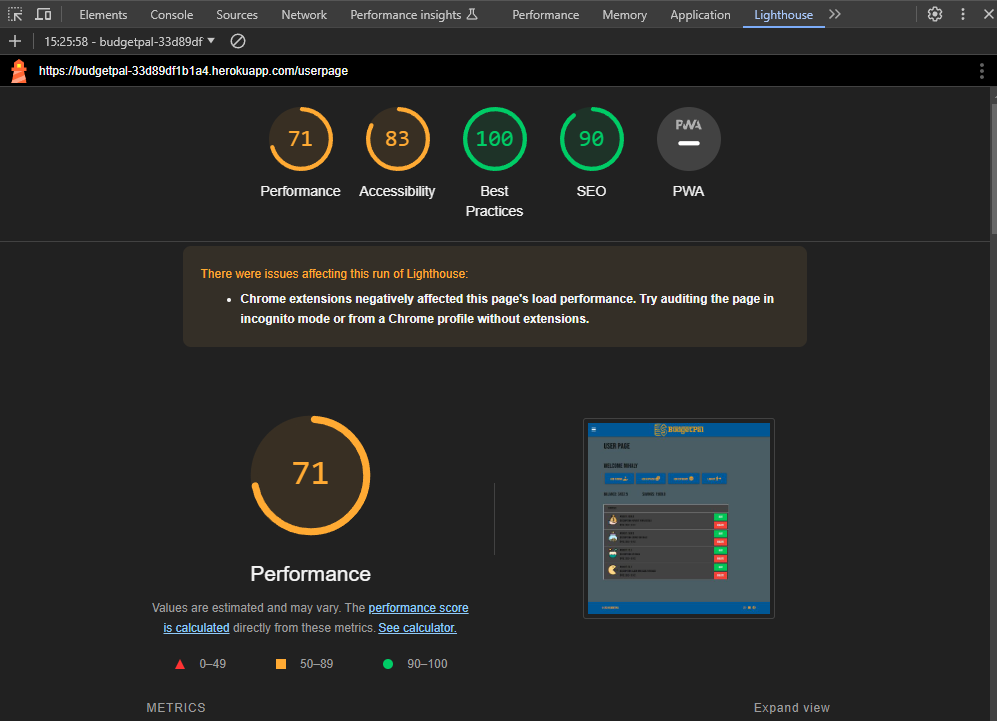 Elements Console Sources Network Performance insights Performance Memory Application Lighthouse
15:25:58 - budgetpal-33d89df
https://budgetpal-33d89df1b1a4.herokuapp.com/userpage
71 83 100 90 PWA
Performance Accessibility Best Practices SEO PWA
There were issues affecting this run of Lighthouse:
• Chrome extensions negatively affected this page's load performance. Try auditing the page in
incognito mode or from a Chrome profile without extensions.
71
BUDGETPAL
USER PAGE
Performance
Values are estimated and may vary. The performance score
is calculated directly from these metrics. See calculator.
0–49 50–89 90–100
METRICS Expand view